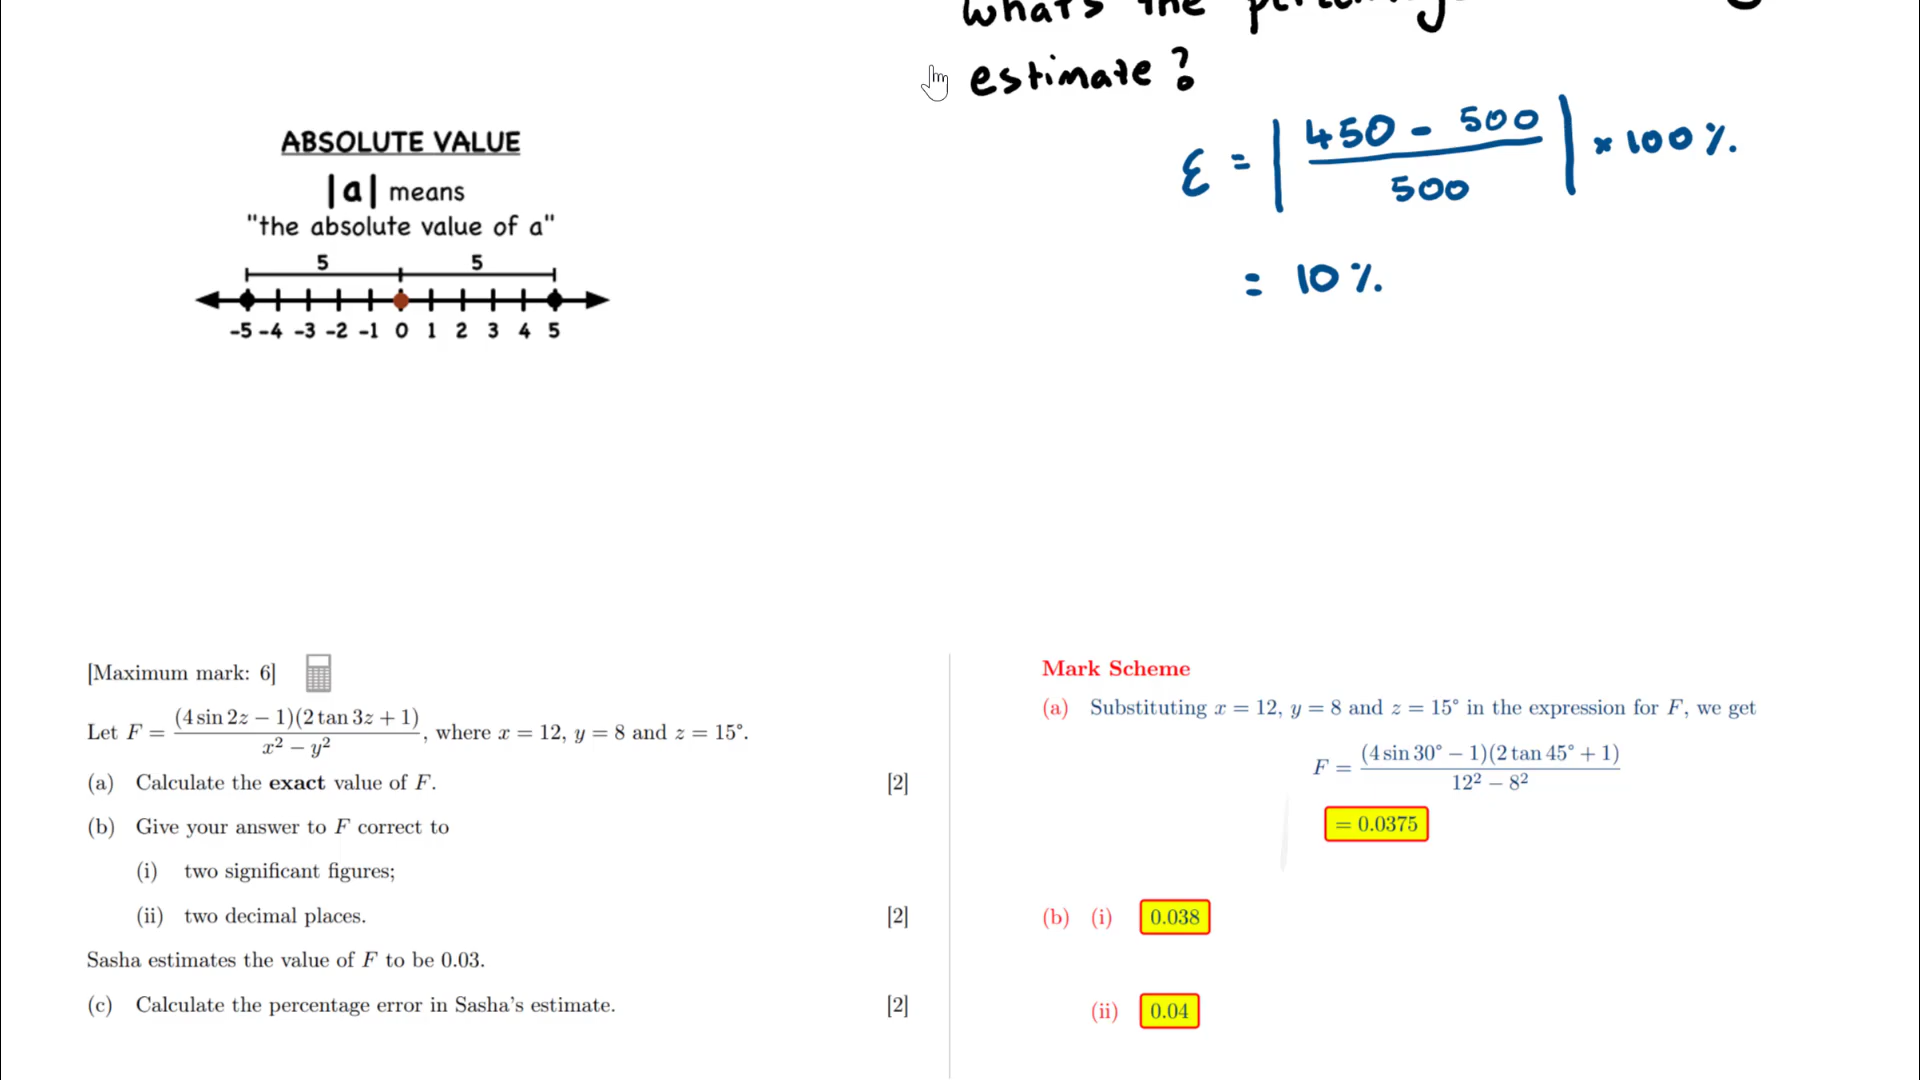 what's the
estimate?
ε = | 450 - 500 / 500 | × 100 %.
= 10 %.
ABSOLUTE VALUE
|a| means
"the absolute value of a"
5 5
-5 -4 -3 -2 -1 0 1 2 3 4 5
[Maximum mark: 6]
Let F = (4 sin 2z − 1)(2 tan 3z + 1) / x² − y², where x = 12, y = 8 and z = 15°.
(a) Calculate the exact value of F. [2]
(b) Give your answer to F correct to
(i) two significant figures;
(ii) two decimal places. [2]
Sasha estimates the value of F to be 0.03.
(c) Calculate the percentage error in Sasha's estimate. [2]
Mark Scheme
(a) Substituting x = 12, y = 8 and z = 15° in the expression for F, we get
F = (4 sin 30° − 1)(2 tan 45° + 1) / 12² − 8²
= 0.0375
(b) (i) 0.038
(ii) 0.04